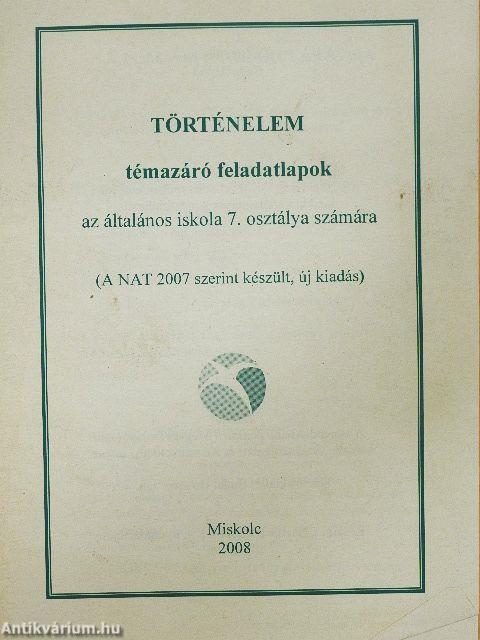 TÖRTÉNELEM
témazáró feladatlapok
az általános iskola 7. osztálya számára
(A NAT 2007 szerint készült, új kiadás)
Miskolc
2008
Antikvárium.hu